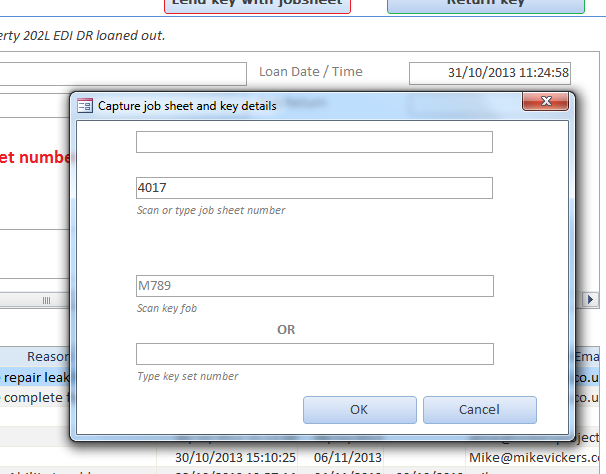 Lend key with jobsheet Return key
erty 202L EDI DR loaned out.
Loan Date / Time 31/10/2013 11:24:58
Capture job sheet and key details
et numbe
4017
Scan or type job sheet number
M789
Scan key fob
OR
Type key set number
Reason Ema
repair leak co.u
complete co.u
OK Cancel
project
30/10/2013 15:10:25 06/11/2013 Mike@mikevickers.c